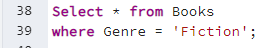 38 Select * from Books
39 where Genre = 'Fiction';